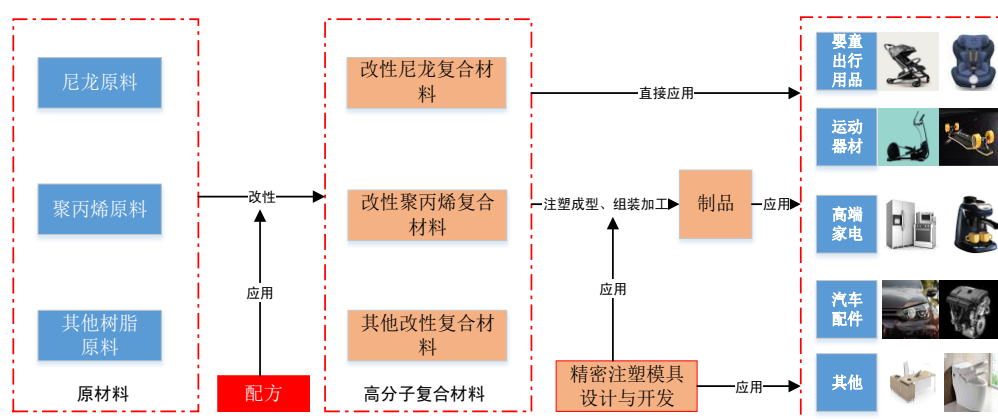 尼龙原料
聚丙烯原料
其他树脂
原料
原材料
改性
应用
配方
改性尼龙复合材
料
改性聚丙烯复合
材料
其他改性复合材
料
高分子复合材料
直接应用
注塑成型、组装加工
应用
精密注塑模具
设计与开发
制品
应用
应用
婴童
出行
用品
运动
器材
高端
家电
汽车
配件
其他